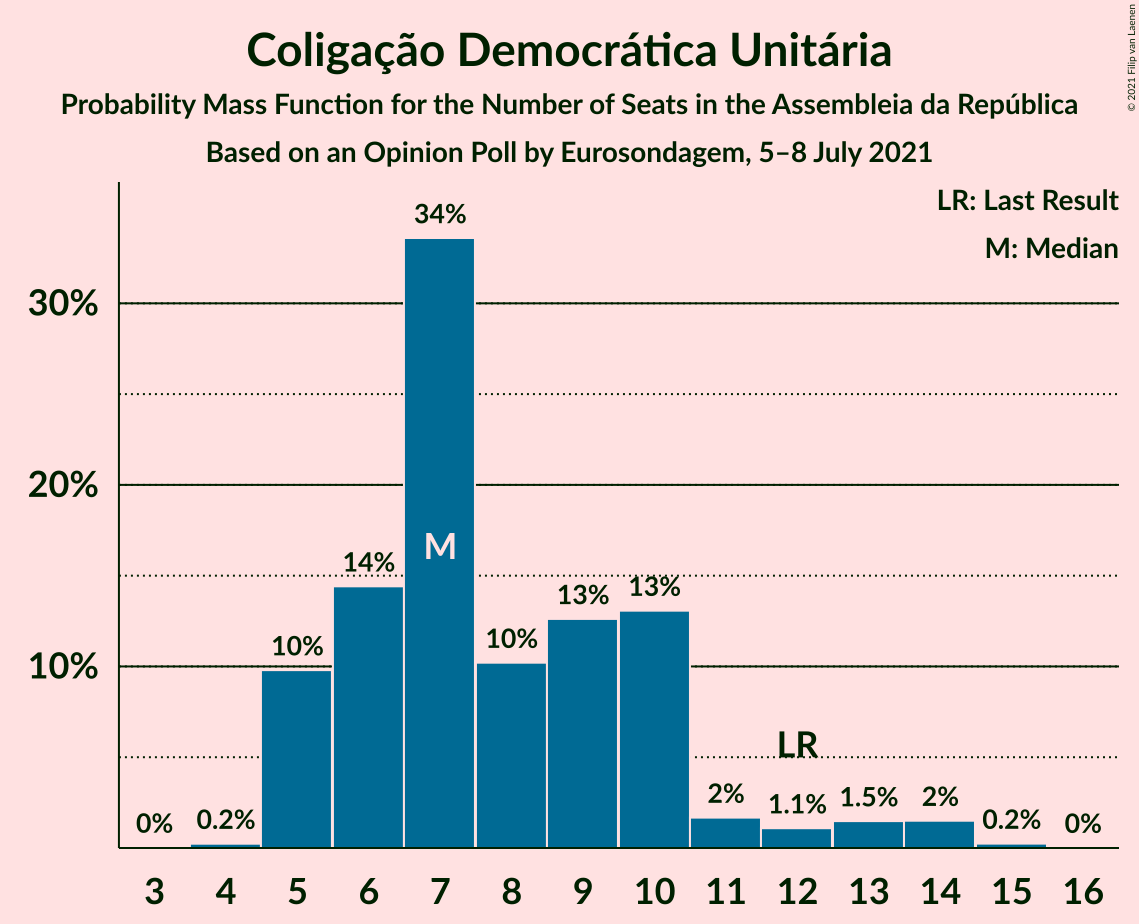 Coligação Democrática Unitária
Probability Mass Function for the Number of Seats in the Assembleia da República
Based on an Opinion Poll by Eurosondagem, 5–8 July 2021
© 2021 Filip van Laenen
LR: Last Result
M: Median
30%
20%
10%
0%
0.2%
10%
14%
34%
M
10%
13%
13%
2%
LR
1.1%
1.5%
2%
0.2%
0%
3 4 5 6 7 8 9 10 11 12 13 14 15 16